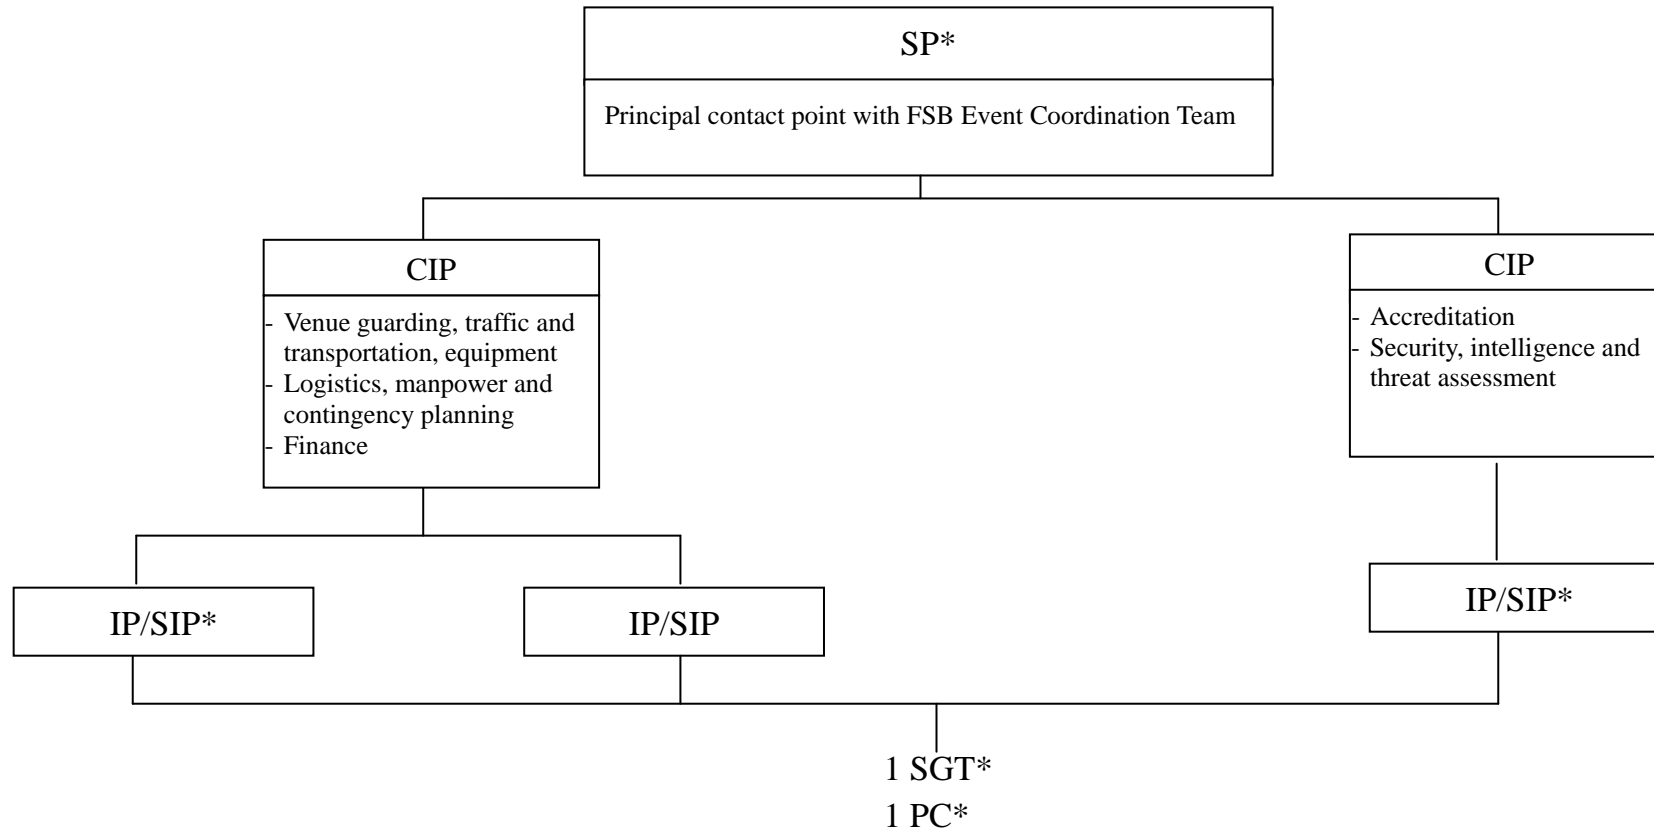 SP*
Principal contact point with FSB Event Coordination Team
CIP
- Venue guarding, traffic and
transportation, equipment
- Logistics, manpower and
contingency planning
- Finance
CIP
- Accreditation
- Security, intelligence and
threat assessment
IP/SIP*
IP/SIP
IP/SIP*
1 SGT*
1 PC*